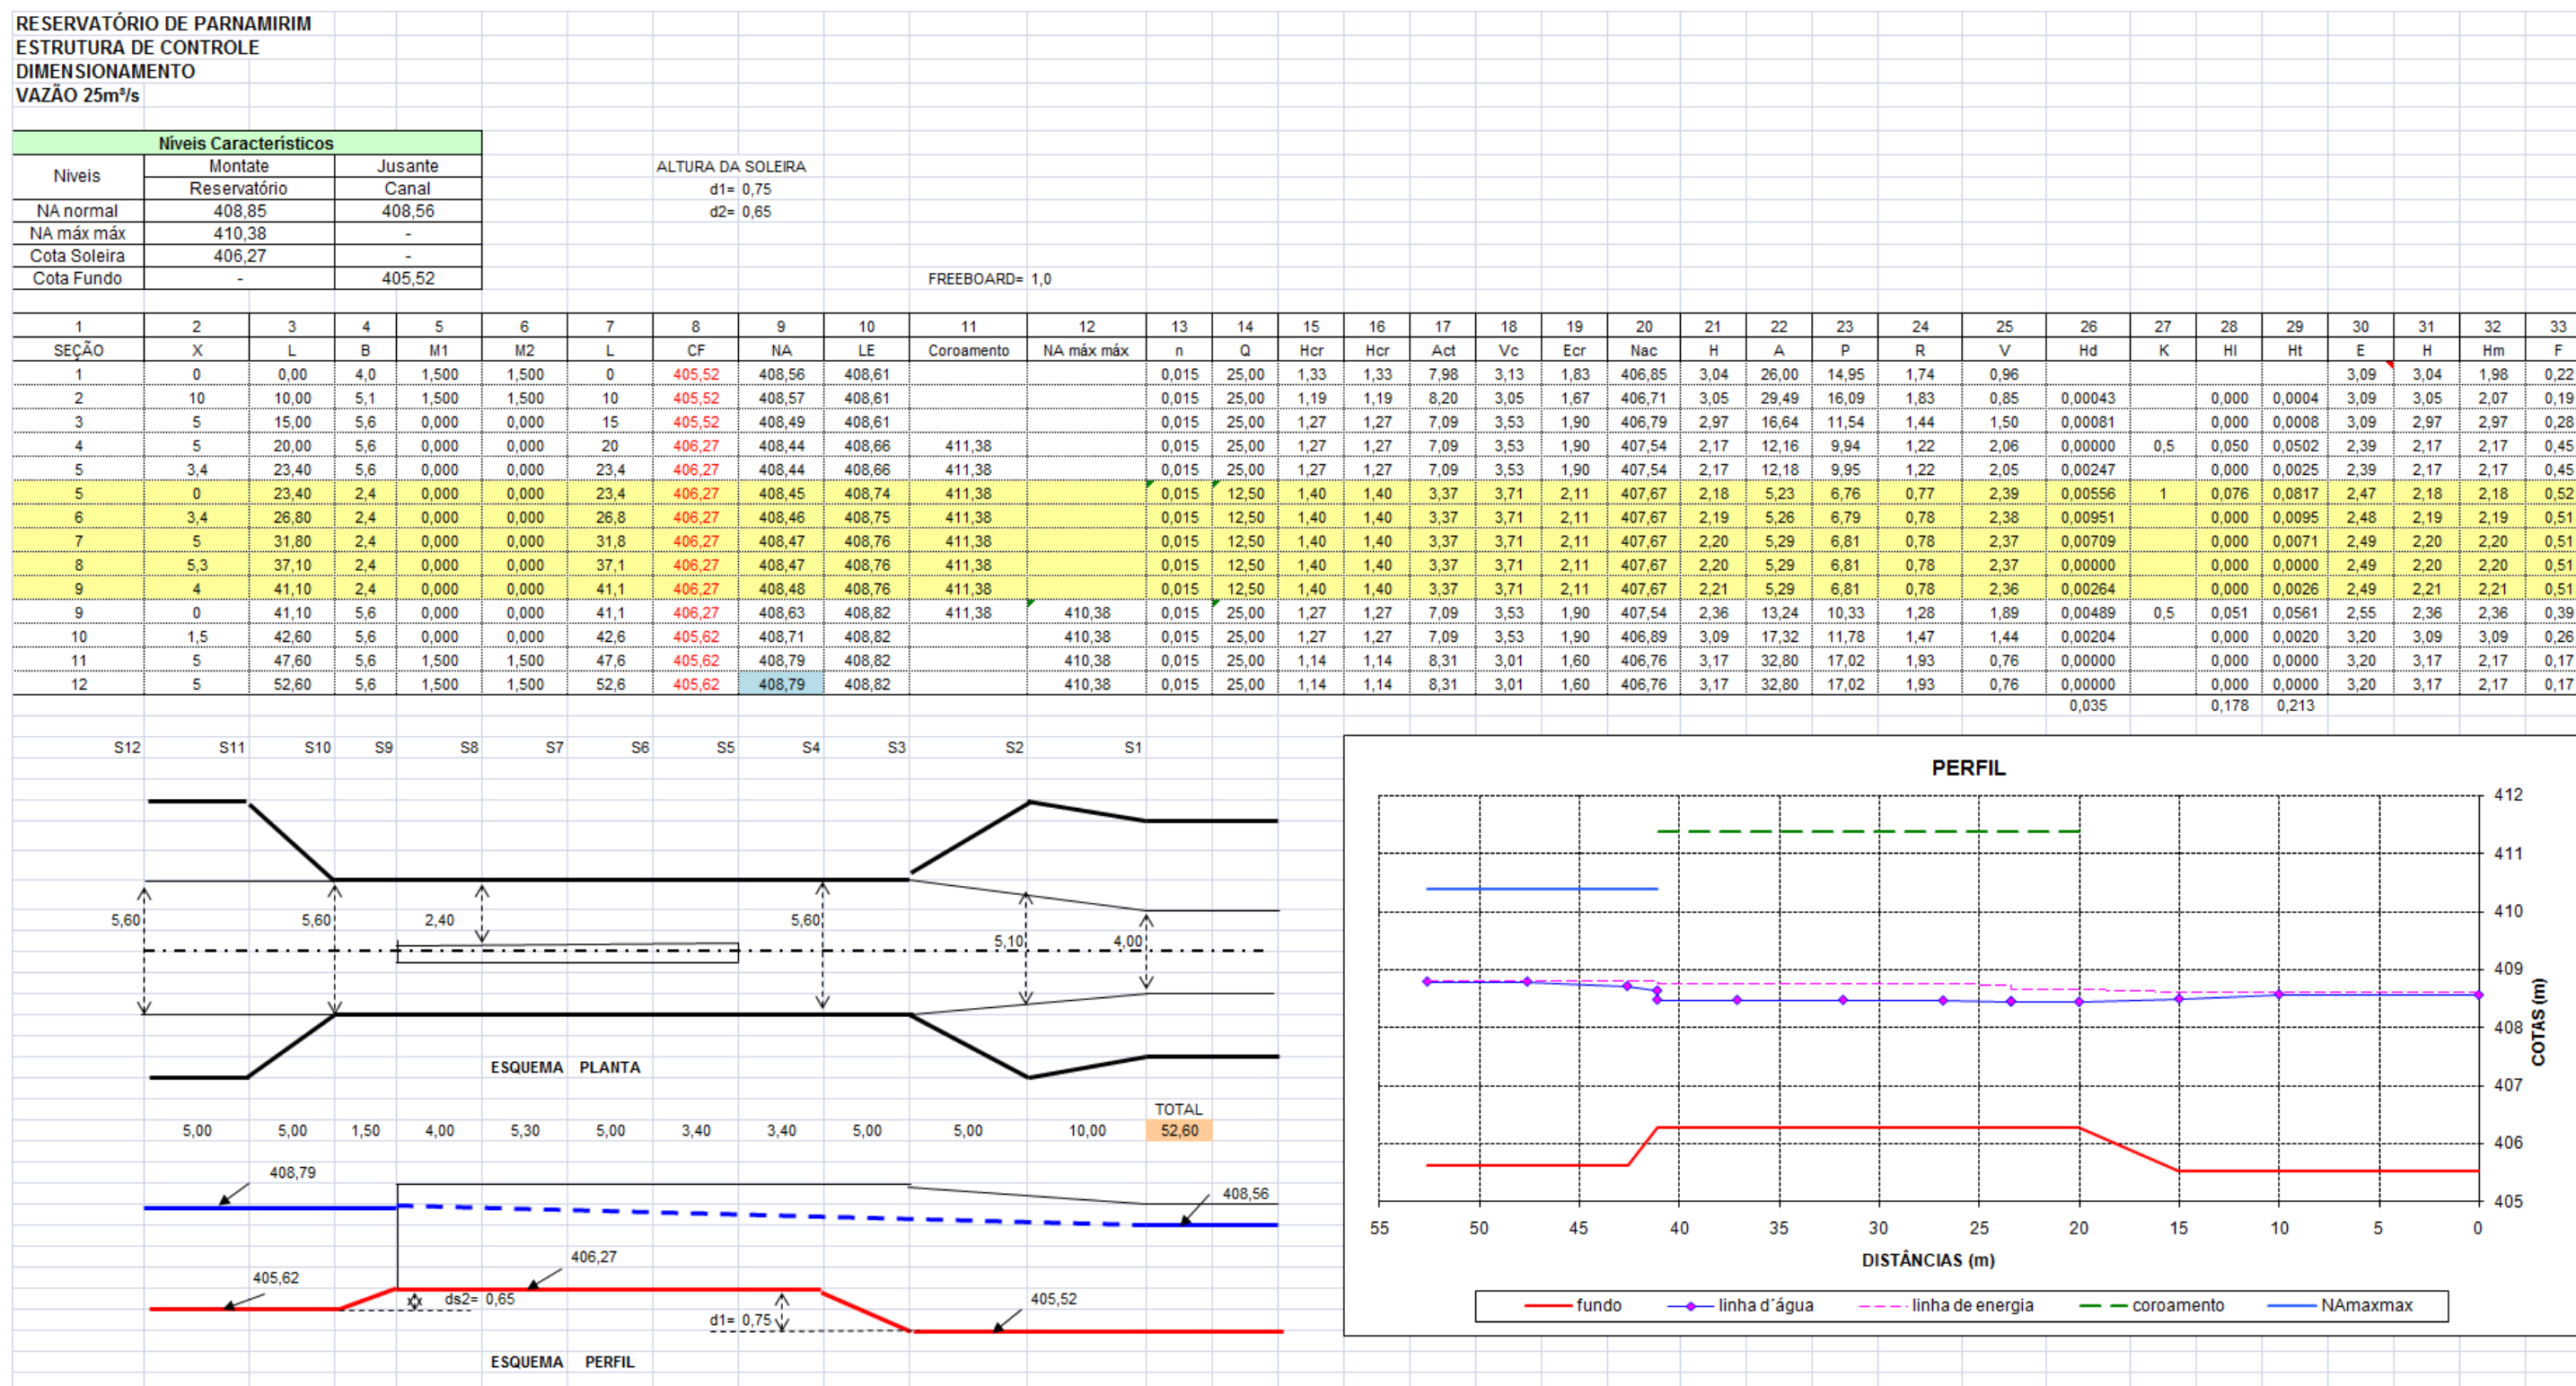 RESERVATÓRIO DE PARNAMIRIM
ESTRUTURA DE CONTROLE
DIMENSIONAMENTO
VAZÃO 25m³/s
Níveis Característicos
Niveis Montate Jusante
Reservatório Canal
NA normal 408,85 408,56
NA máx máx 410,38 -
Cota Soleira 406,27 -
Cota Fundo - 405,52
ALTURA DA SOLEIRA
d1= 0,75
d2= 0,65
FREEBOARD= 1,0
1 2 3 4 5 6 7 8 9 10 11 12 13 14 15 16 17 18 19 20 21 22 23 24 25 26 27 28 29 30 31 32 33
SEÇÃO X L B M1 M2 L CF NA LE Coroamento NA máx máx n Q Hcr Hcr Act Vc Ecr Nac H A P R V Hd K Hl Ht E H Hm F
1 0 0,00 4,0 1,500 1,500 0 405,52 408,56 408,61 0,015 25,00 1,33 1,33 7,98 3,13 1,83 406,85 3,04 26,00 14,95 1,74 0,96 3,09 3,04 1,98 0,22
2 10 10,00 5,1 1,500 1,500 10 405,52 408,57 408,61 0,015 25,00 1,19 1,19 8,20 3,05 1,67 406,71 3,05 29,49 16,09 1,83 0,85 0,00043 0,000 0,0004 3,09 3,05 2,07 0,19
3 5 15,00 5,6 0,000 0,000 15 405,52 408,49 408,61 0,015 25,00 1,27 1,27 7,09 3,53 1,90 406,79 2,97 16,64 11,54 1,44 1,50 0,00081 0,000 0,0008 3,09 2,97 2,97 0,28
4 5 20,00 5,6 0,000 0,000 20 406,27 408,44 408,66 411,38 0,015 25,00 1,27 1,27 7,09 3,53 1,90 407,54 2,17 12,16 9,94 1,22 2,06 0,00000 0,5 0,050 0,0502 2,39 2,17 2,17 0,45
5 3,4 23,40 5,6 0,000 0,000 23,4 406,27 408,44 408,66 411,38 0,015 25,00 1,27 1,27 7,09 3,53 1,90 407,54 2,17 12,18 9,95 1,22 2,05 0,00247 0,000 0,0025 2,39 2,17 2,17 0,45
5 0 23,40 2,4 0,000 0,000 23,4 406,27 408,45 408,74 411,38 0,015 12,50 1,40 1,40 3,37 3,71 2,11 407,67 2,18 5,23 6,76 0,77 2,39 0,00556 1 0,076 0,0817 2,47 2,18 2,18 0,52
6 3,4 26,80 2,4 0,000 0,000 26,8 406,27 408,46 408,75 411,38 0,015 12,50 1,40 1,40 3,37 3,71 2,11 407,67 2,19 5,26 6,79 0,78 2,38 0,00951 0,000 0,0095 2,48 2,19 2,19 0,51
7 5 31,80 2,4 0,000 0,000 31,8 406,27 408,47 408,76 411,38 0,015 12,50 1,40 1,40 3,37 3,71 2,11 407,67 2,20 5,29 6,81 0,78 2,37 0,00709 0,000 0,0071 2,49 2,20 2,20 0,51
8 5,3 37,10 2,4 0,000 0,000 37,1 406,27 408,47 408,76 411,38 0,015 12,50 1,40 1,40 3,37 3,71 2,11 407,67 2,20 5,29 6,81 0,78 2,37 0,00000 0,000 0,0000 2,49 2,20 2,20 0,51
9 4 41,10 2,4 0,000 0,000 41,1 406,27 408,48 408,76 411,38 0,015 12,50 1,40 1,40 3,37 3,71 2,11 407,67 2,21 5,29 6,81 0,78 2,36 0,00264 0,000 0,0026 2,49 2,21 2,21 0,51
9 0 41,10 5,6 0,000 0,000 41,1 406,27 408,63 408,82 411,38 410,38 0,015 25,00 1,27 1,27 7,09 3,53 1,90 407,54 2,36 13,24 10,33 1,28 1,89 0,00489 0,5 0,051 0,0561 2,55 2,36 2,36 0,39
10 1,5 42,60 5,6 0,000 0,000 42,6 405,62 408,71 408,82 410,38 0,015 25,00 1,27 1,27 7,09 3,53 1,90 406,89 3,09 17,32 11,78 1,47 1,44 0,00204 0,000 0,0020 3,20 3,09 3,09 0,26
11 5 47,60 5,6 1,500 1,500 47,6 405,62 408,79 408,82 410,38 0,015 25,00 1,14 1,14 8,31 3,01 1,60 406,76 3,17 32,80 17,02 1,93 0,76 0,00000 0,000 0,0000 3,20 3,17 2,17 0,17
12 5 52,60 5,6 1,500 1,500 52,6 405,62 408,79 408,82 410,38 0,015 25,00 1,14 1,14 8,31 3,01 1,60 406,76 3,17 32,80 17,02 1,93 0,76 0,00000 0,000 0,0000 3,20 3,17 2,17 0,17
0,035 0,178 0,213
S12 S11 S10 S9 S8 S7 S6 S5 S4 S3 S2 S1
5,60 5,60 2,40 5,60
5,10 4,00
ESQUEMA PLANTA
TOTAL
5,00 5,00 1,50 4,00 5,30 5,00 3,40 3,40 5,00 5,00 10,00 52,60
408,79
408,56
406,27
405,62
ds2= 0,65
405,52
d1= 0,75
ESQUEMA PERFIL
PERFIL
412
411
410
409
408
407
406
405
COTAS (m)
55 50 45 40 35 30 25 20 15 10 5 0
DISTÂNCIAS (m)
fundo linha d´água linha de energia coroamento NAmaxmax